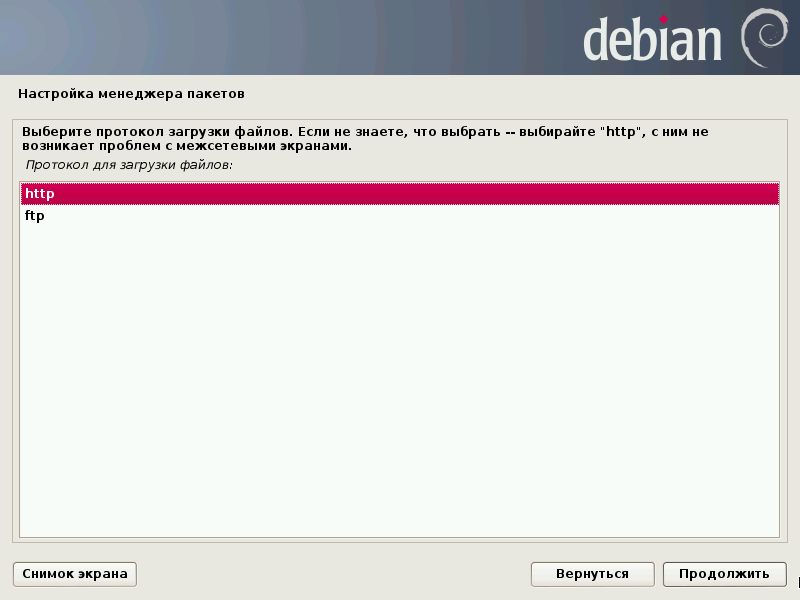 debian
Настройка менеджера пакетов
Выберите протокол загрузки файлов. Если не знаете, что выбрать -- выбирайте "http", с ним не
возникает проблем с межсетевыми экранами.
Протокол для загрузки файлов:
http
ftp
Снимок экрана
Вернуться
Продолжить